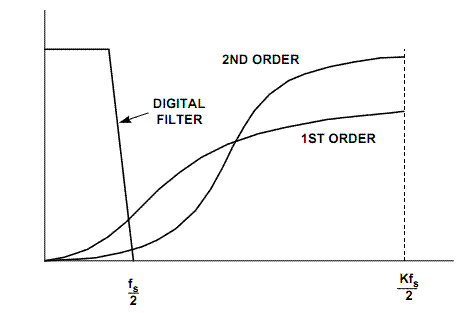 2ND ORDER
DIGITAL
FILTER
1ST ORDER
fs
2
Kfs
2